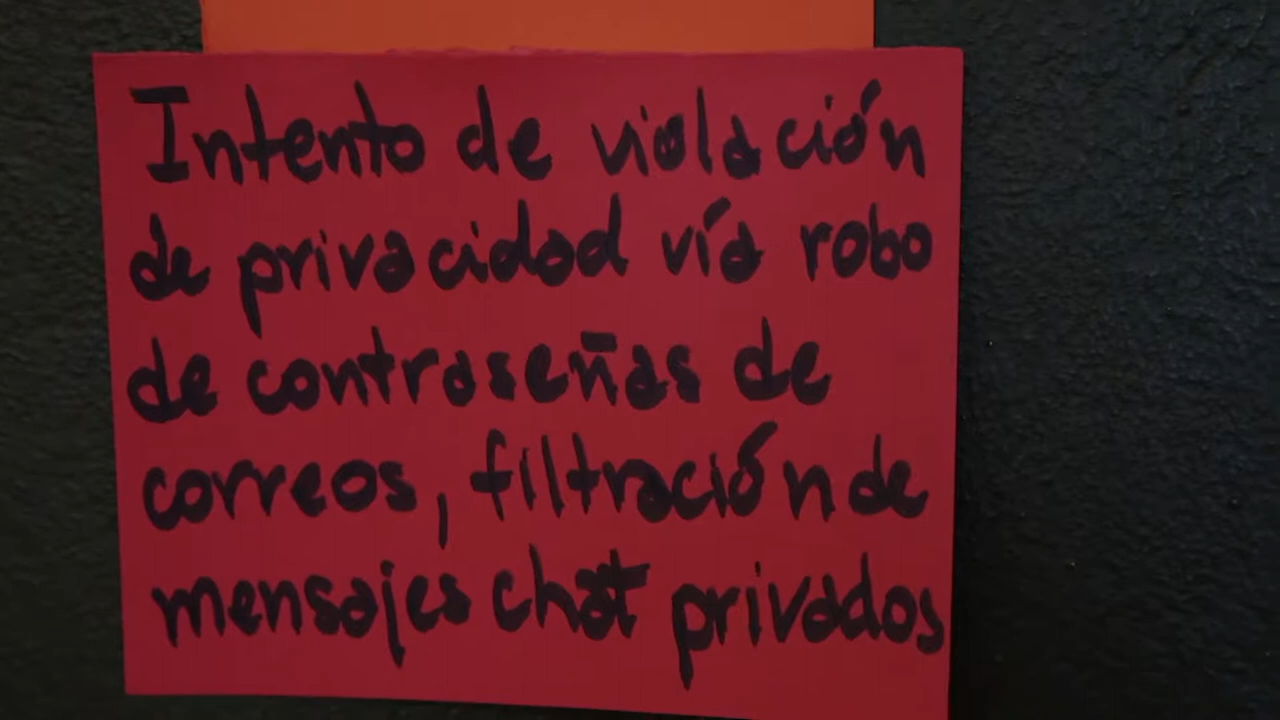 Intento de violación
de privacidad vía robo
de contraseñas de
correos, filtración de
mensajes chat privados